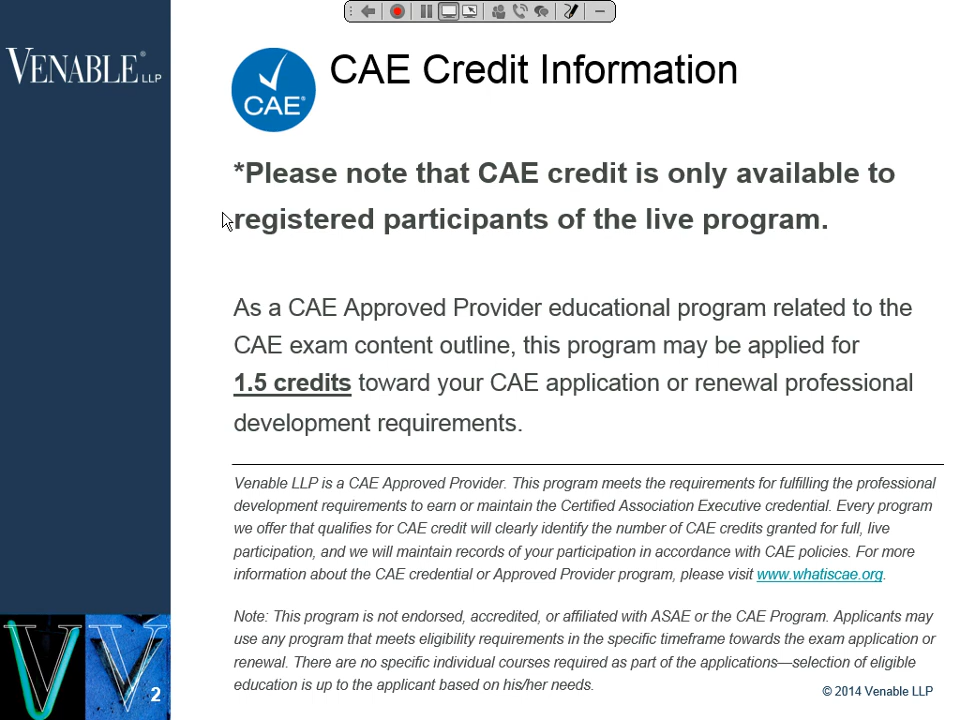 VENABLE® LLP
CAE®
CAE Credit Information
*Please note that CAE credit is only available to
registered participants of the live program.
As a CAE Approved Provider educational program related to the
CAE exam content outline, this program may be applied for
1.5 credits toward your CAE application or renewal professional
development requirements.
Venable LLP is a CAE Approved Provider. This program meets the requirements for fulfilling the professional
development requirements to earn or maintain the Certified Association Executive credential. Every program
we offer that qualifies for CAE credit will clearly identify the number of CAE credits granted for full, live
participation, and we will maintain records of your participation in accordance with CAE policies. For more
information about the CAE credential or Approved Provider program, please visit www.whatiscae.org.
Note: This program is not endorsed, accredited, or affiliated with ASAE or the CAE Program. Applicants may
use any program that meets eligibility requirements in the specific timeframe towards the exam application or
renewal. There are no specific individual courses required as part of the applications—selection of eligible
education is up to the applicant based on his/her needs.
V V
2
© 2014 Venable LLP